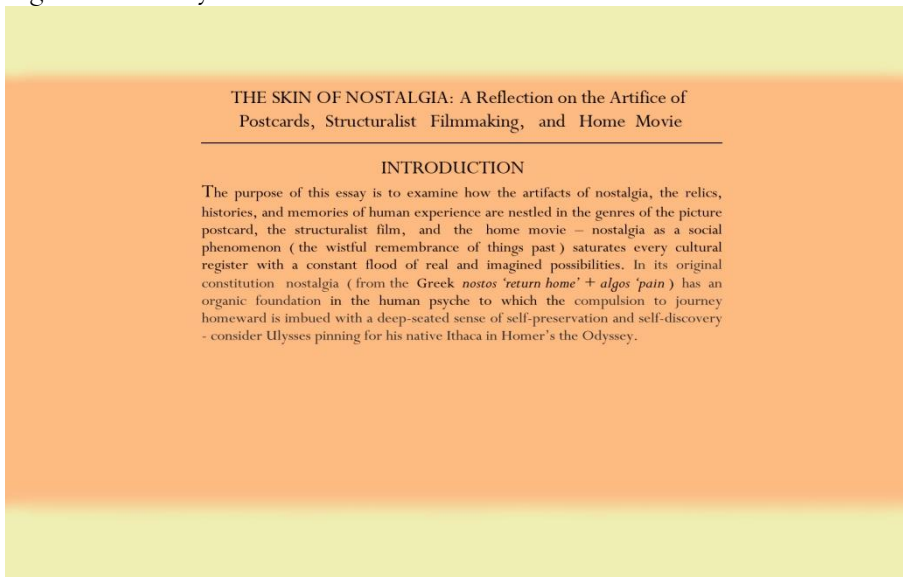 THE SKIN OF NOSTALGIA: A Reflection on the Artifice of
Postcards, Structuralist Filmmaking, and Home Movie
INTRODUCTION
The purpose of this essay is to examine how the artifacts of nostalgia, the relics,
histories, and memories of human experience are nestled in the genres of the picture
postcard, the structuralist film, and the home movie – nostalgia as a social
phenomenon ( the wistful remembrance of things past ) saturates every cultural
register with a constant flood of real and imagined possibilities. In its original
constitution nostalgia ( from the Greek nostos ‘return home’ + algos ‘pain ) has an
organic foundation in the human psyche to which the compulsion to journey
homeward is imbued with a deep-seated sense of self-preservation and self-discovery
- consider Ulysses pinning for his native Ithaca in Homer’s the Odyssey.